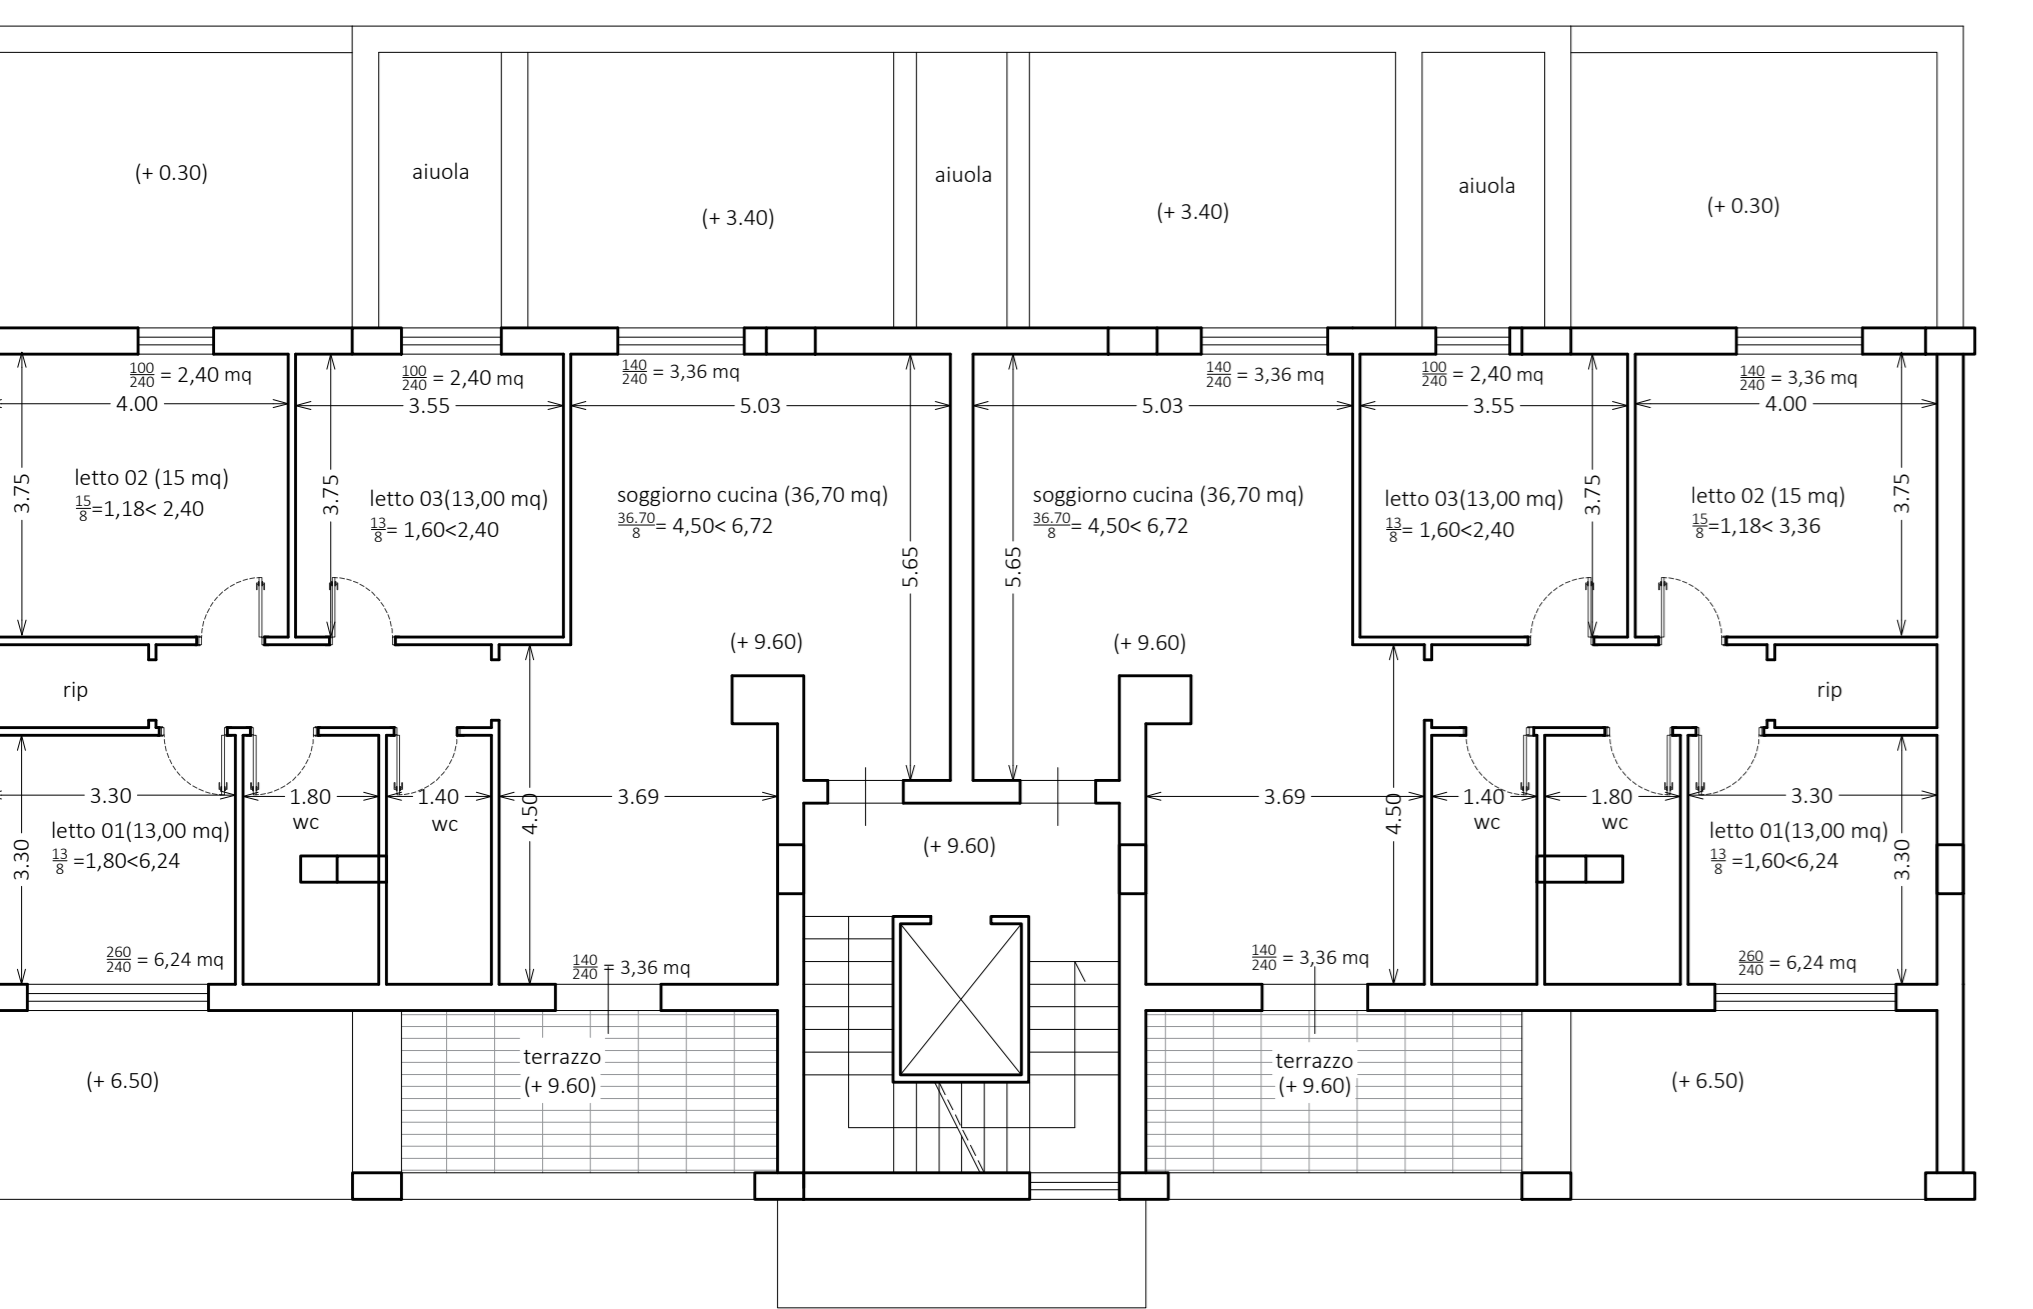 (+ 0.30)
aiuola
(+ 3.40)
aiuola
(+ 3.40)
aiuola
(+ 0.30)
100/240 = 2,40 mq
100/240 = 2,40 mq
140/240 = 3,36 mq
140/240 = 3,36 mq
100/240 = 2,40 mq
140/240 = 3,36 mq
4.00
3.55
5.03
5.03
3.55
4.00
3.75
letto 02 (15 mq)
15/8=1,18< 2,40
3.75
letto 03(13,00 mq)
13/8= 1,60<2,40
soggiorno cucina (36,70 mq)
36.70/8= 4,50< 6,72
5.65
5.65
soggiorno cucina (36,70 mq)
36.70/8= 4,50< 6,72
letto 03(13,00 mq)
13/8= 1,60<2,40
3.75
letto 02 (15 mq)
15/8=1,18< 3,36
3.75
(+ 9.60)
(+ 9.60)
rip
rip
3.30
1.80
wc
1.40
wc
4.50
3.69
3.69
4.50
1.40
wc
1.80
wc
3.30
3.30
letto 01(13,00 mq)
13/8 =1,80<6,24
(+ 9.60)
letto 01(13,00 mq)
13/8 =1,60<6,24
3.30
260/240 = 6,24 mq
140/240 = 3,36 mq
140/240 = 3,36 mq
260/240 = 6,24 mq
(+ 6.50)
terrazzo
(+ 9.60)
terrazzo
(+ 9.60)
(+ 6.50)